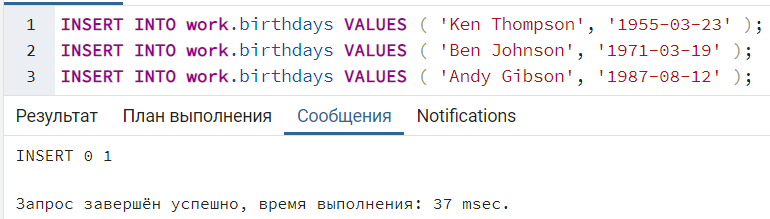 1 INSERT INTO work.birthdays VALUES ( 'Ken Thompson', '1955-03-23' );
2 INSERT INTO work.birthdays VALUES ( 'Ben Johnson', '1971-03-19' );
3 INSERT INTO work.birthdays VALUES ( 'Andy Gibson', '1987-08-12' );
Результат План выполнения Сообщения Notifications
INSERT 0 1
Запрос завершён успешно, время выполнения: 37 msec.